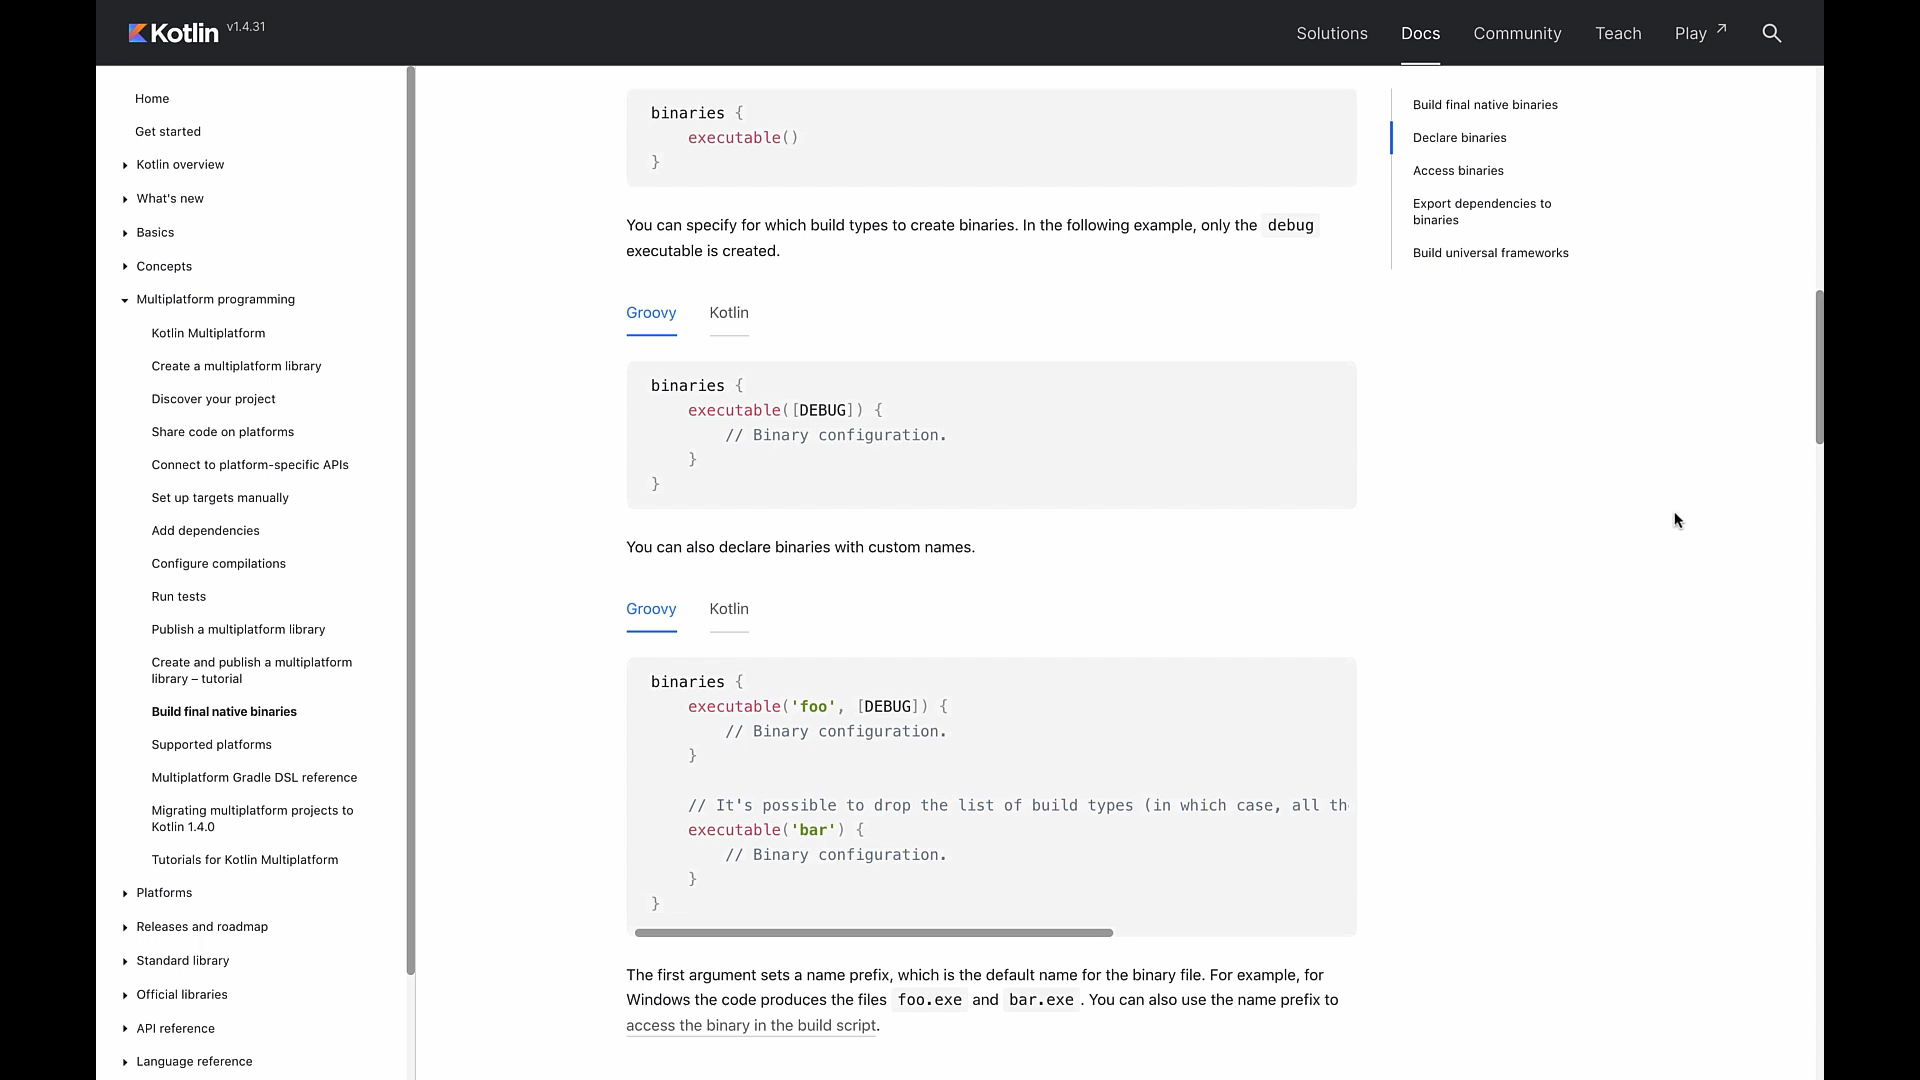 Kotlin v1.4.31
Solutions Docs Community Teach Play
Home
Get started
Kotlin overview
What's new
Basics
Concepts
Multiplatform programming
Kotlin Multiplatform
Create a multiplatform library
Discover your project
Share code on platforms
Connect to platform-specific APIs
Set up targets manually
Add dependencies
Configure compilations
Run tests
Publish a multiplatform library
Create and publish a multiplatform
library – tutorial
Build final native binaries
Supported platforms
Multiplatform Gradle DSL reference
Migrating multiplatform projects to
Kotlin 1.4.0
Tutorials for Kotlin Multiplatform
Platforms
Releases and roadmap
Standard library
Official libraries
API reference
Language reference
binaries {
    executable()
}
You can specify for which build types to create binaries. In the following example, only the debug
executable is created.
Groovy Kotlin
binaries {
    executable([DEBUG]) {
        // Binary configuration.
    }
}
You can also declare binaries with custom names.
Groovy Kotlin
binaries {
    executable('foo', [DEBUG]) {
        // Binary configuration.
    }
    // It's possible to drop the list of build types (in which case, all th
    executable('bar') {
        // Binary configuration.
    }
}
The first argument sets a name prefix, which is the default name for the binary file. For example, for
Windows the code produces the files foo.exe and bar.exe . You can also use the name prefix to
access the binary in the build script.
Build final native binaries
Declare binaries
Access binaries
Export dependencies to
binaries
Build universal frameworks